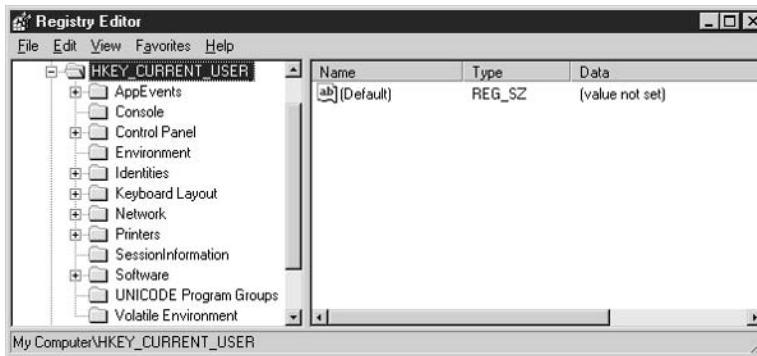 Registry Editor
File Edit View Favorites Help
HKEY_CURRENT_USER
AppEvents
Console
Control Panel
Environment
Identities
Keyboard Layout
Network
Printers
SessionInformation
Software
UNICODE Program Groups
Volatile Environment
Name Type Data
ab (Default) REG_SZ (value not set)
My Computer\HKEY_CURRENT_USER